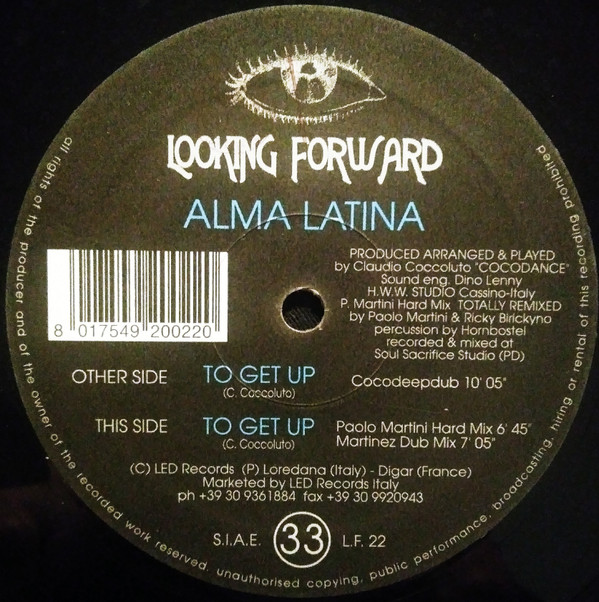 LOOKING FORWARD
ALMA LATINA
PRODUCED ARRANGED & PLAYED
by Claudio Coccoluto "COCODANCE"
Sound eng. Dino Lenny
H.W.W. STUDIO Cassino-Italy
P. Martini Hard Mix TOTALLY REMIXED
by Paolo Martini & Ricky Birickyno
percussion by Hornbostel
recorded & mixed at
Soul Sacrifice Studio (PD)
8 017549 200220
OTHER SIDE TO GET UP Cocodeepdub 10' 05"
(C. Caccoluto)
THIS SIDE TO GET UP Paolo Martini Hard Mix 6' 45"
(C. Coccoluto) Martinez Dub Mix 7' 05"
(C) LED Records (P) Loredana (Italy) - Digar (France)
Marketed by LED Records Italy
ph +39 30 9361884 fax +39 30 9920943
S.I.A.E. 33 L.F. 22
all rights of the producer and of the owner of the recorded work reserved. unauthorised copying, public performance, broadcasting, hiring or rental of this recording prohibited